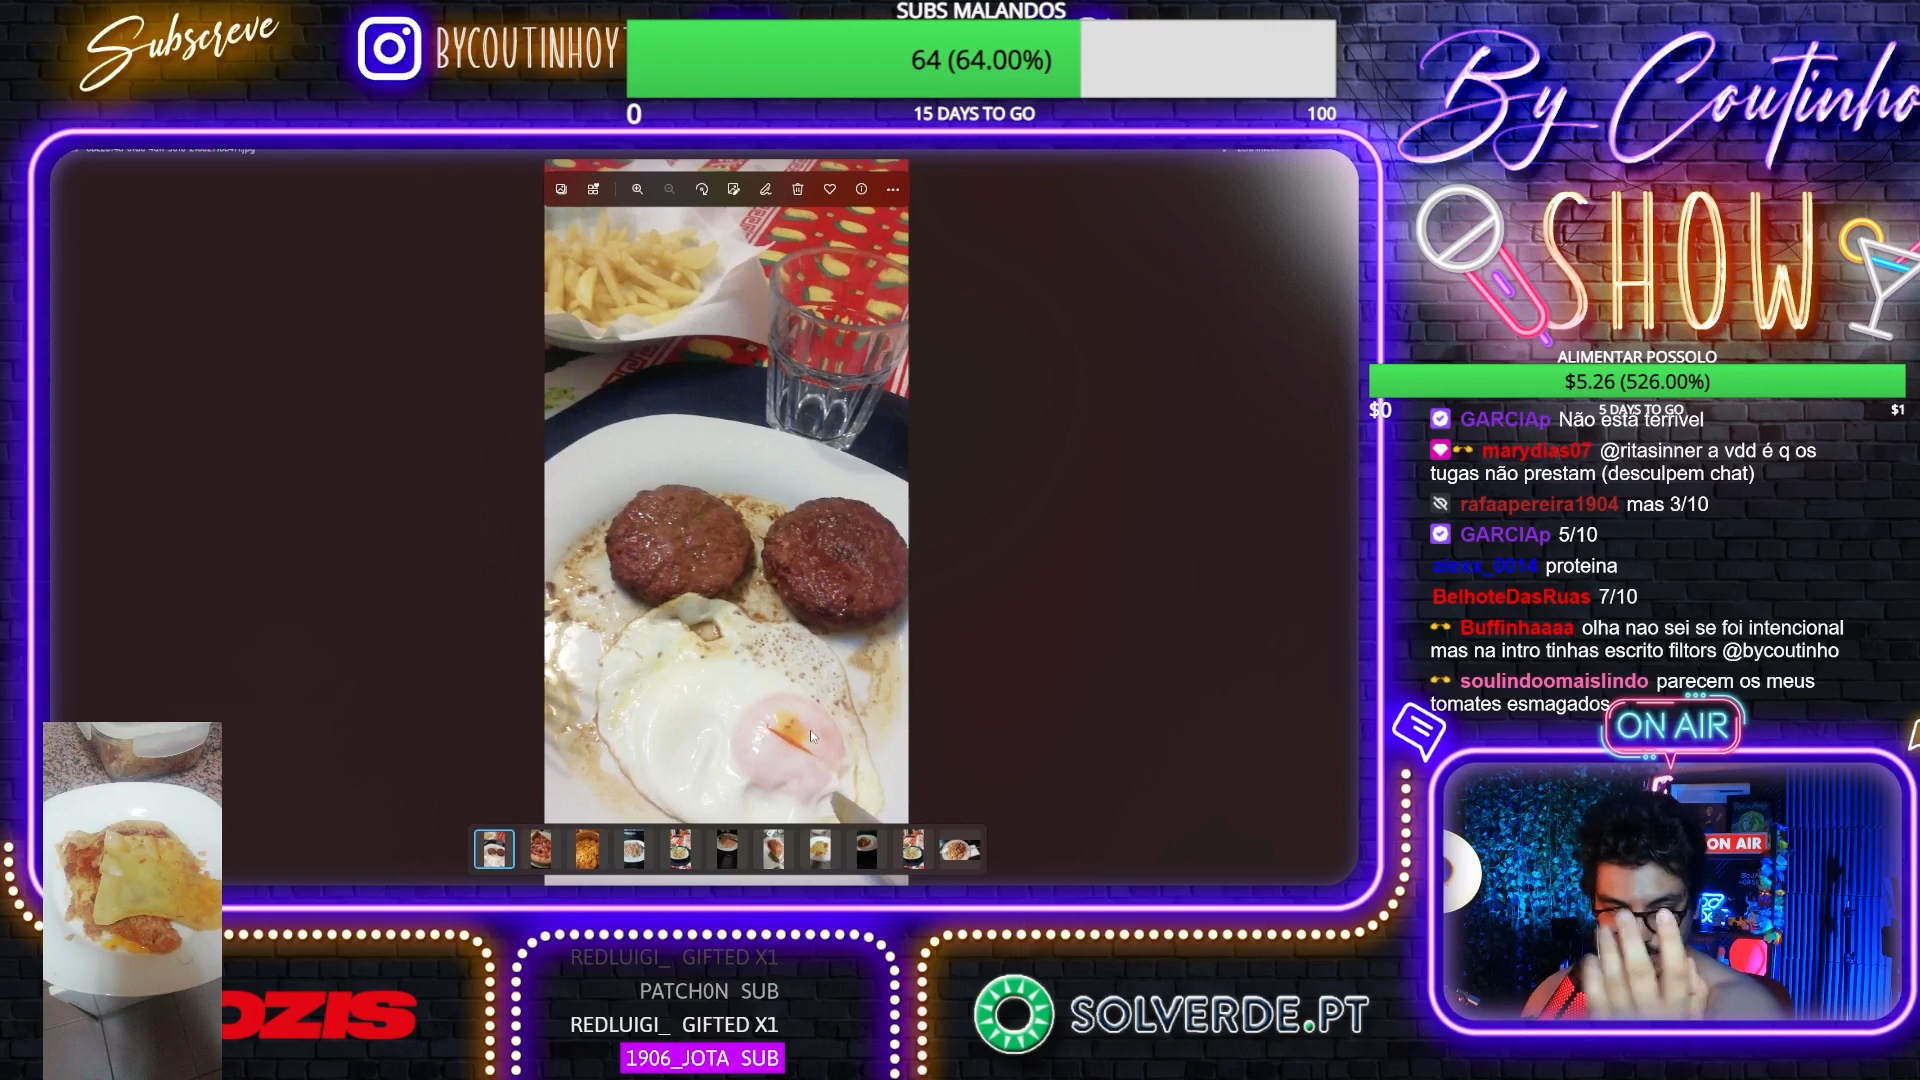 Subscreve
BYCOUTINHOY
SUBS MALANDOS
64 (64.00%)
0
15 DAYS TO GO
100
By Coutinho
SHOW
ALIMENTAR POSSOLO
$5.26 (526.00%)
$0
5 DAYS TO GO
$1
GARCIAp Não está terrível
marydias07 @ritasinner a vdd é q os
tugas não prestam (desculpem chat)
rafaapereira1904 mas 3/10
GARCIAp 5/10
alexx_0014 proteina
BelhoteDasRuas 7/10
Buffinhaaaa olha nao sei se foi intencional
mas na intro tinhas escrito filtors @bycoutinho
soulindoomaislindo parecem os meus
tomates esmagados
ON AIR
ON AIR
REDLUIGI_ GIFTED X1
PATCH0N SUB
REDLUIGI_ GIFTED X1
1906_JOTA SUB
OZIS
SOLVERDE.PT